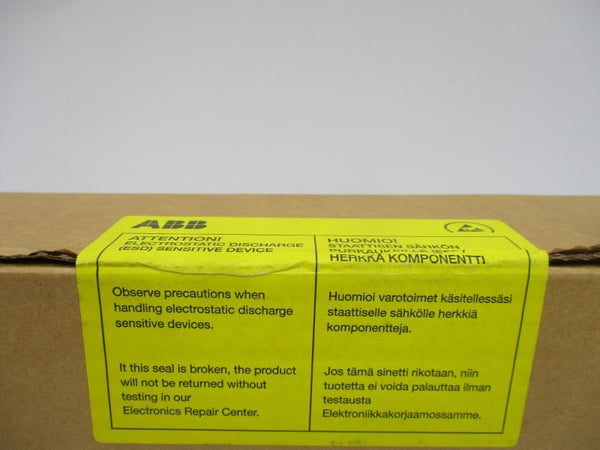 ABB
ATTENTION!
ELECTROSTATIC DISCHARGE
(ESD) SENSITIVE DEVICE
Observe precautions when
handling electrostatic discharge
sensitive devices.
It this seal is broken, the product
will not be returned without
testing in our
Electronics Repair Center.
HUOMIO!
STAATTISEN SÄHKÖN
HERKKÄ KOMPONENTTI
Huomioi varotoimet käsitellessäsi
staattiselle sähkölle herkkiä
komponentteja.
Jos tämä sinetti rikotaan, niin
tuotetta ei voida palauttaa ilman
testausta
Elektroniikkakorjaamossamme.